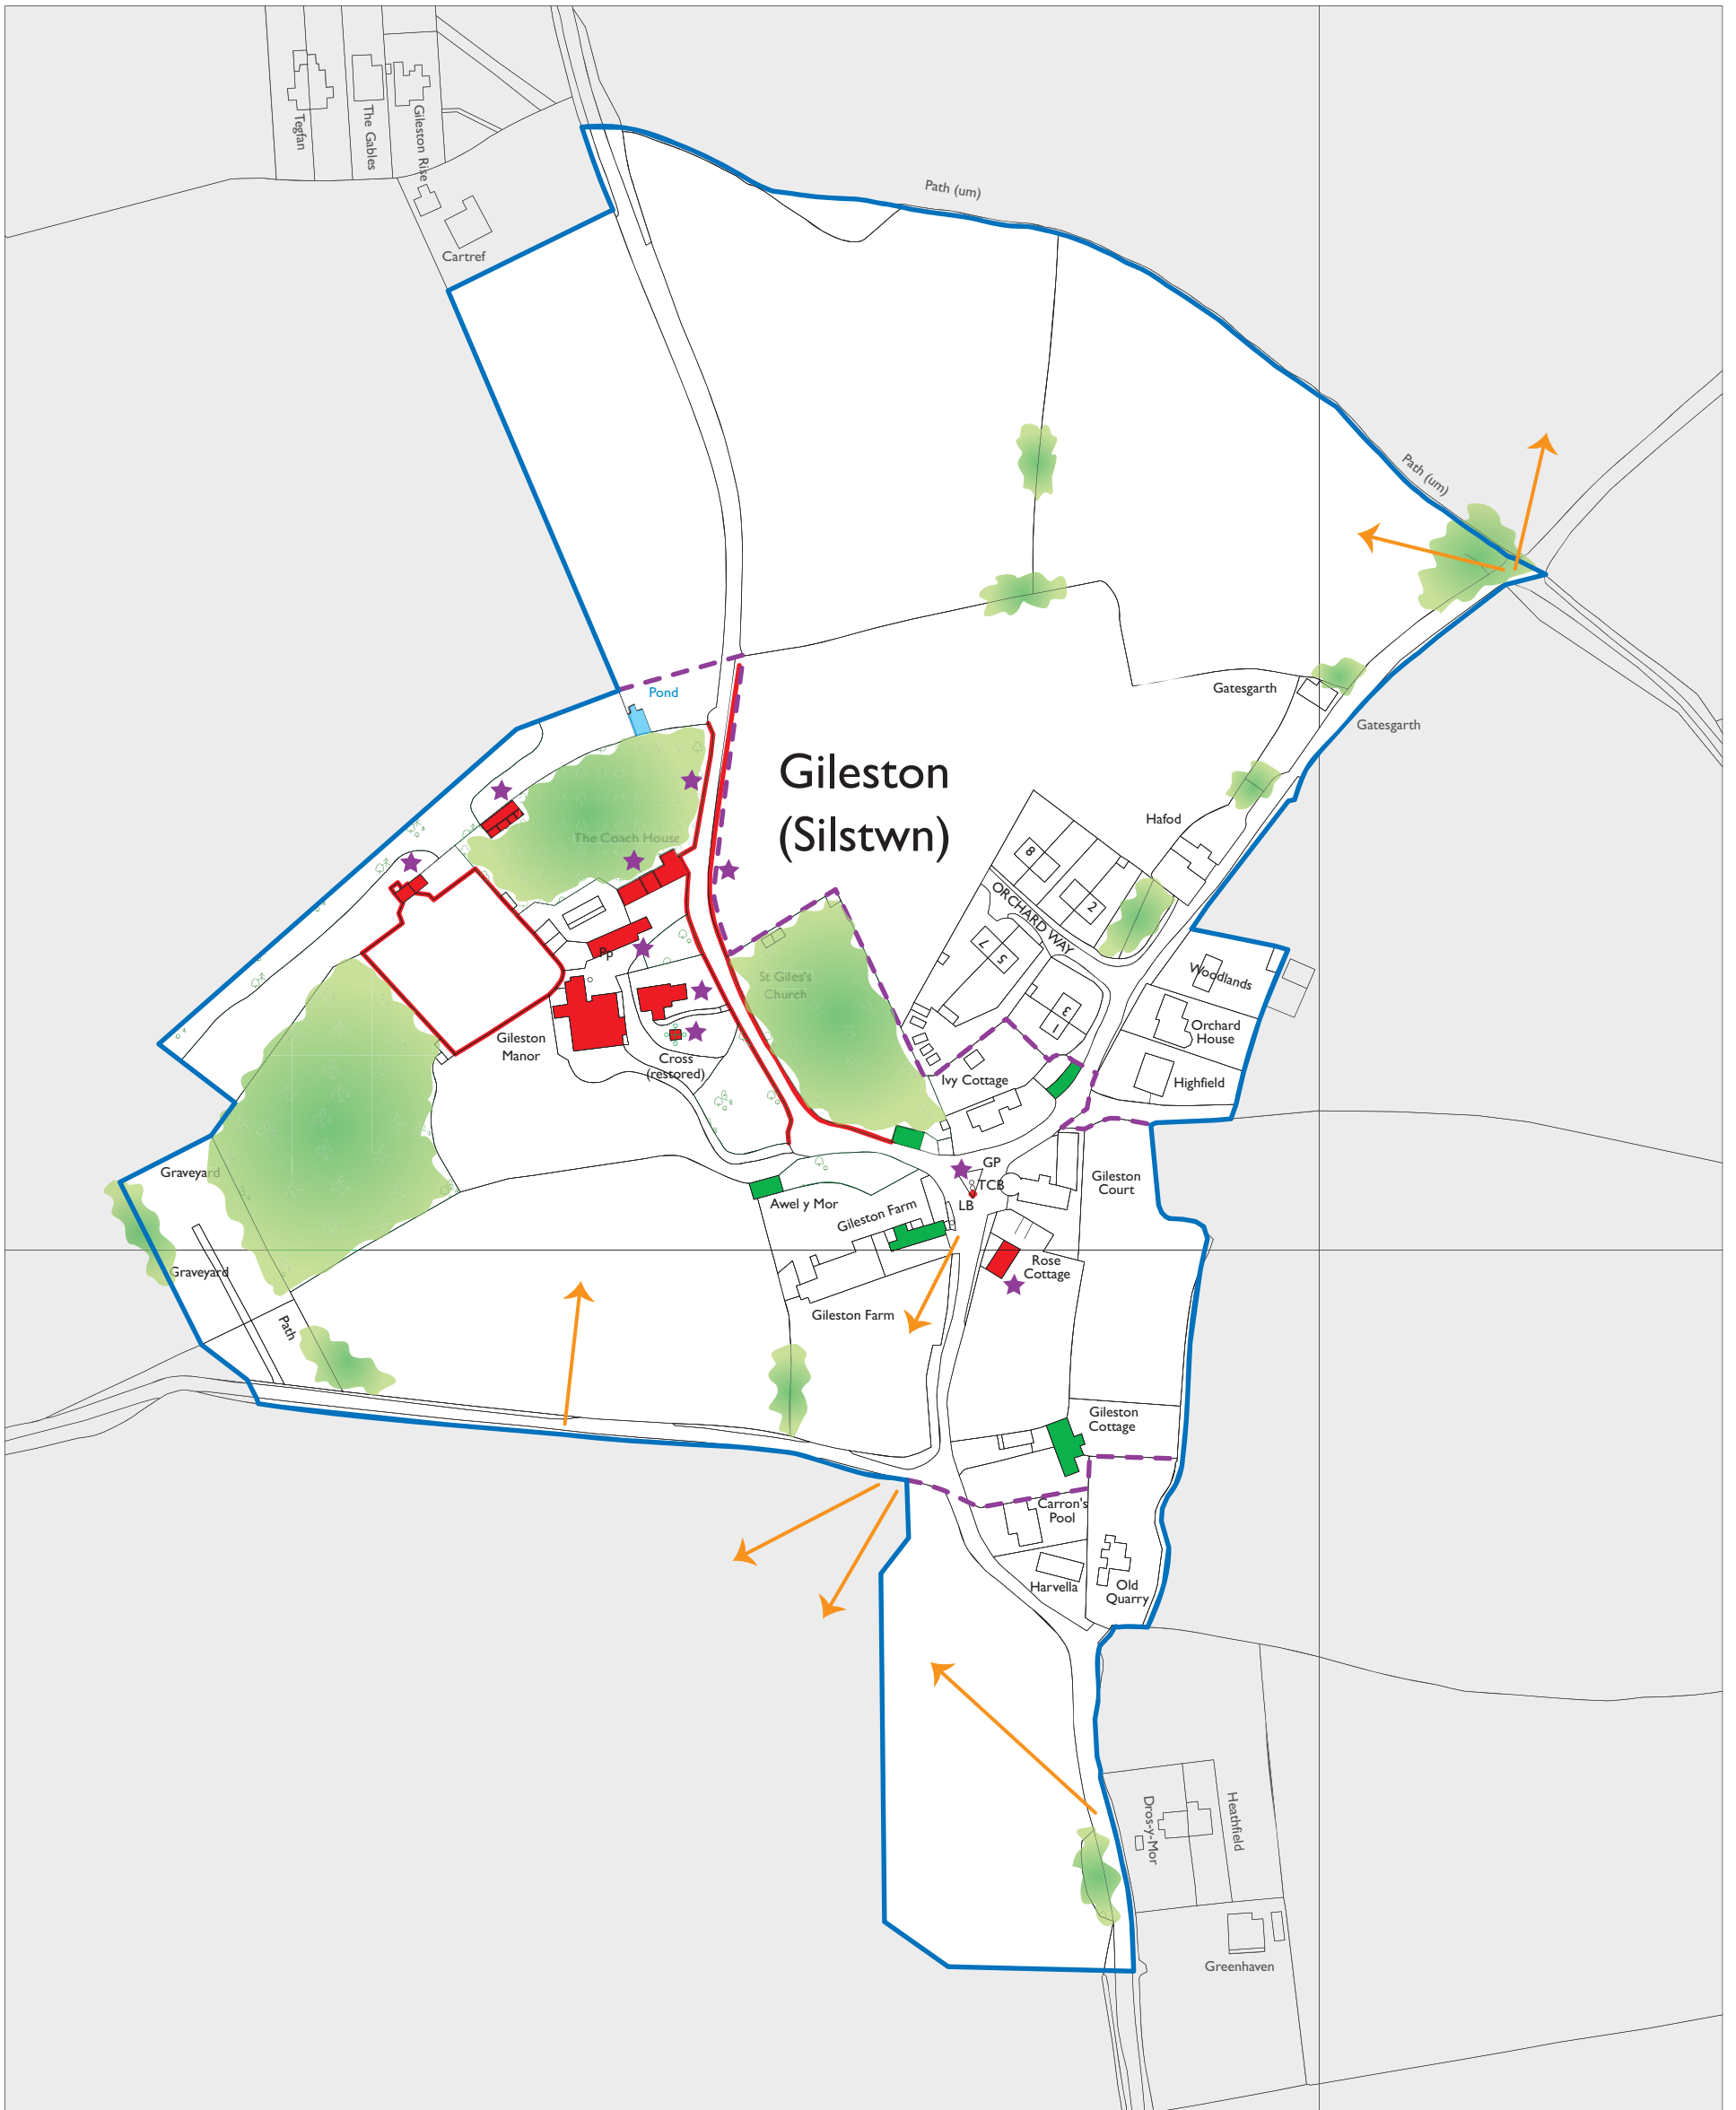 Tegfan
The Gables
Gileston Rise
Cartref
Path (um)
Path (um)
Pond
Gatesgarth
Gatesgarth
Gileston
(Silstwn)
The Coach House
Hafod
8
2
ORCHARD WAY
7
5
3
1
Pp
St Giles's
Church
Woodlands
Orchard
House
Highfield
Gileston
Manor
Cross
(restored)
Ivy Cottage
Graveyard
GP
TCB
LB
Gileston
Court
Awel y Mor
Gileston Farm
Rose
Cottage
Graveyard
Path
Gileston Farm
Gileston
Cottage
Carron's
Pool
Harvella
Old
Quarry
Dros-y-Mor
Heathfield
Greenhaven